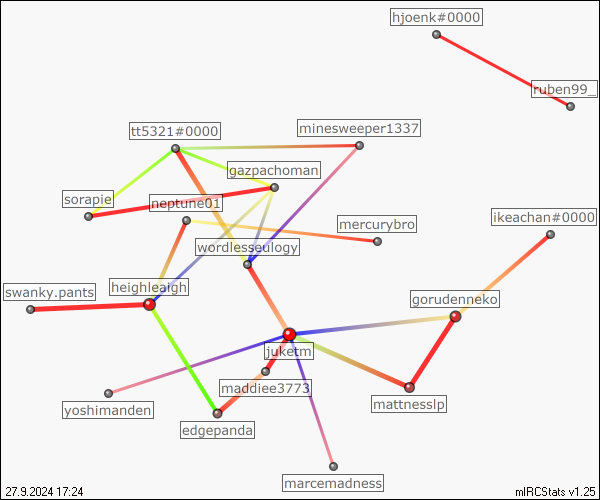 hjoenk#0000
ruben99_
tt5321#0000
minesweeper1337
gazpachoman
sorapie
neptune01
mercurybro
ikeachan#0000
wordlesseulogy
heighleaigh
swanky.pants
gorudenneko
juketm
maddiee3773
yoshimanden
mattnesslp
edgepanda
marcemadness
27.9.2024 17:24
mIRCStats v1.25